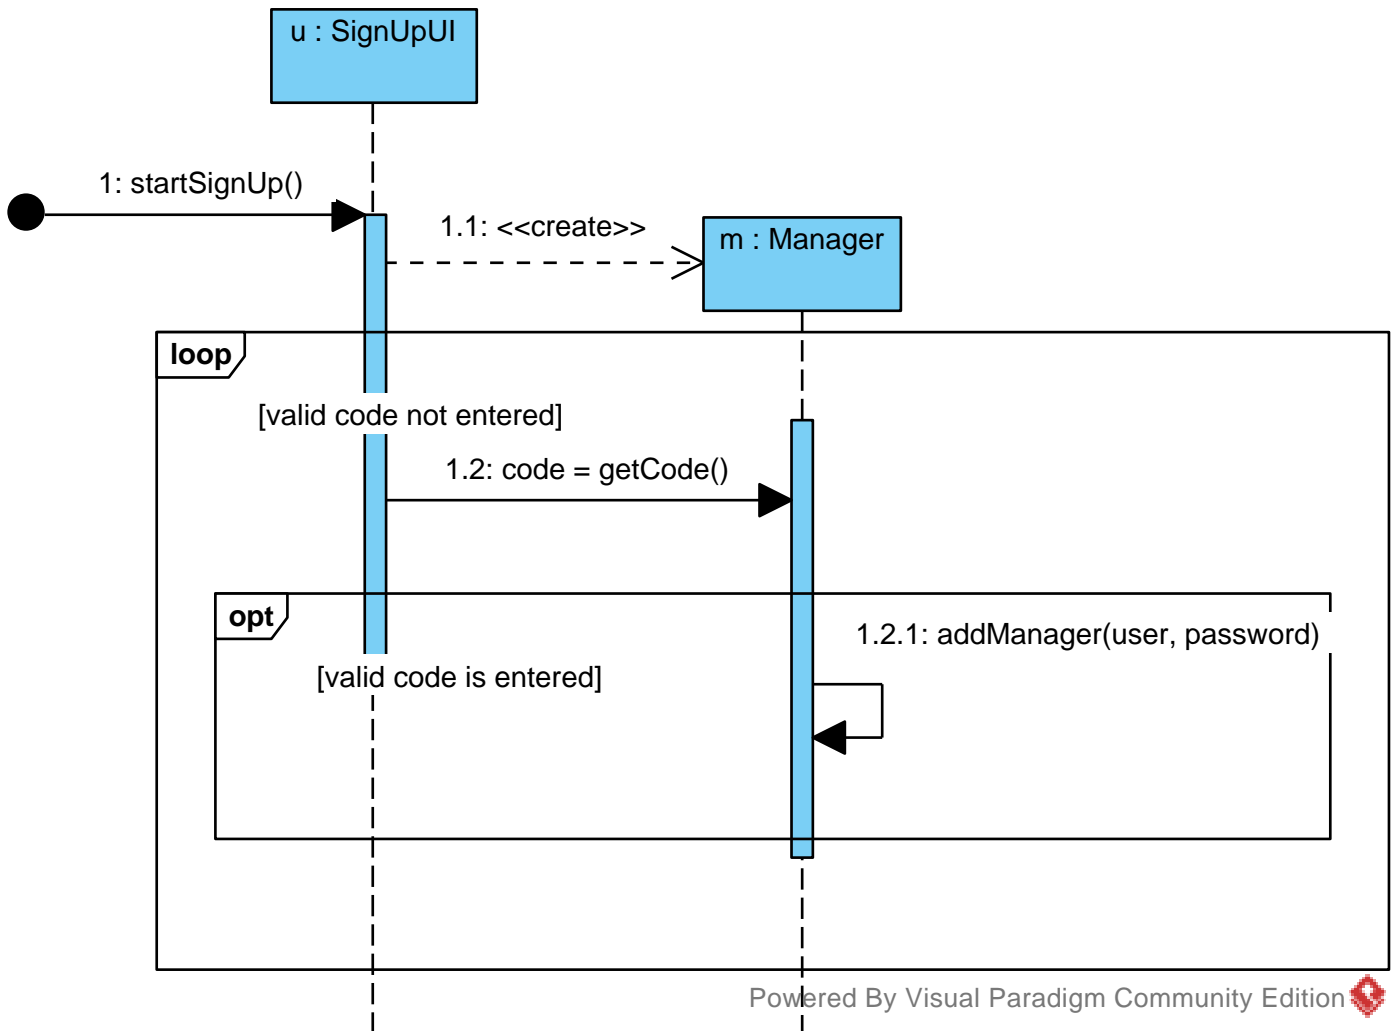 u : SignUpUI
1: startSignUp()
1.1: <<create>>
m : Manager
loop
[valid code not entered]
1.2: code = getCode()
opt
1.2.1: addManager(user, password)
[valid code is entered]
Powered By Visual Paradigm Community Edition